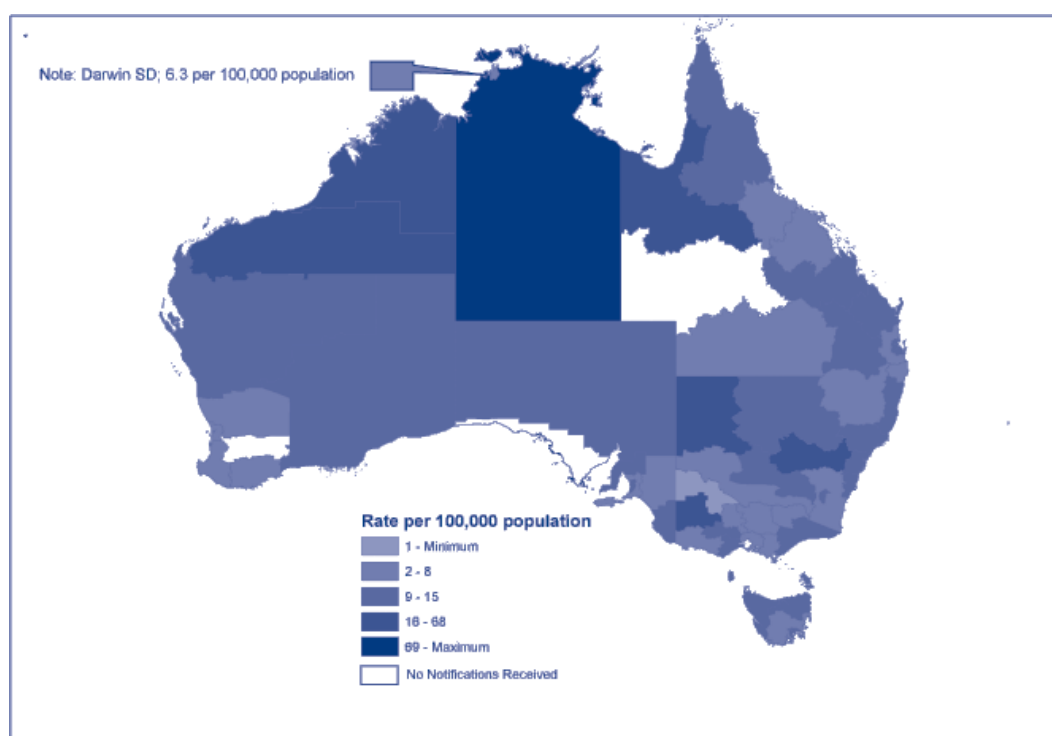 Note: Darwin SD; 6.3 per 100,000 population
Rate per 100,000 population
1 - Minimum
2 - 8
9 - 15
16 - 68
69 - Maximum
No Notifications Received